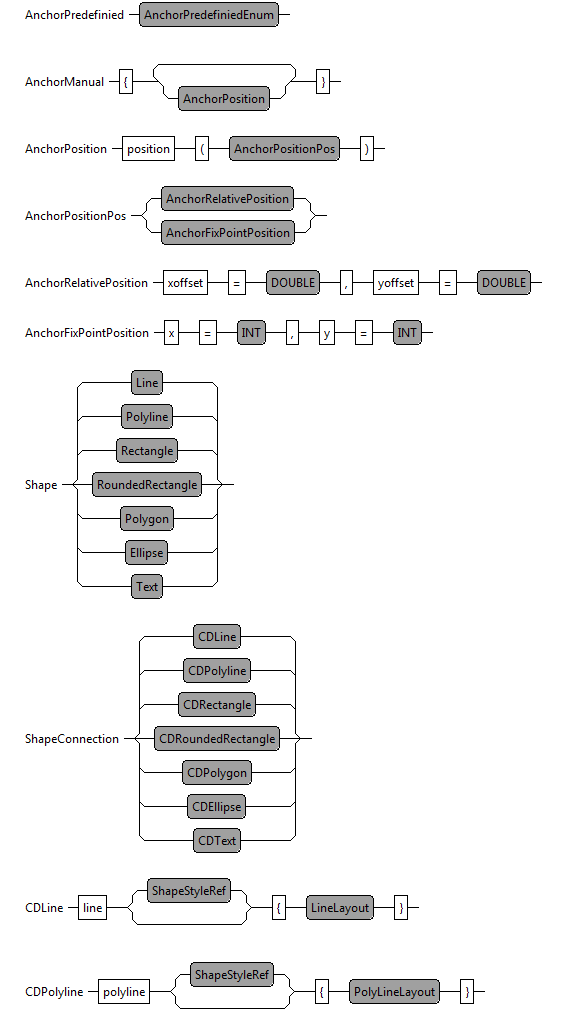 AnchorPredefinied AnchorPredefiniedEnum
AnchorManual { }
AnchorPosition
AnchorPosition position ( AnchorPositionPos )
AnchorRelativePosition
AnchorPositionPos
AnchorFixPointPosition
AnchorRelativePosition xoffset = DOUBLE , yoffset = DOUBLE
AnchorFixPointPosition x = INT , y = INT
Line
Polyline
Rectangle
Shape RoundedRectangle
Polygon
Ellipse
Text
CDLine
CDPolyline
CDRectangle
ShapeConnection CDRoundedRectangle
CDPolygon
CDEllipse
CDText
ShapeStyleRef
CDLine line { LineLayout }
ShapeStyleRef
CDPolyline polyline { PolyLineLayout }